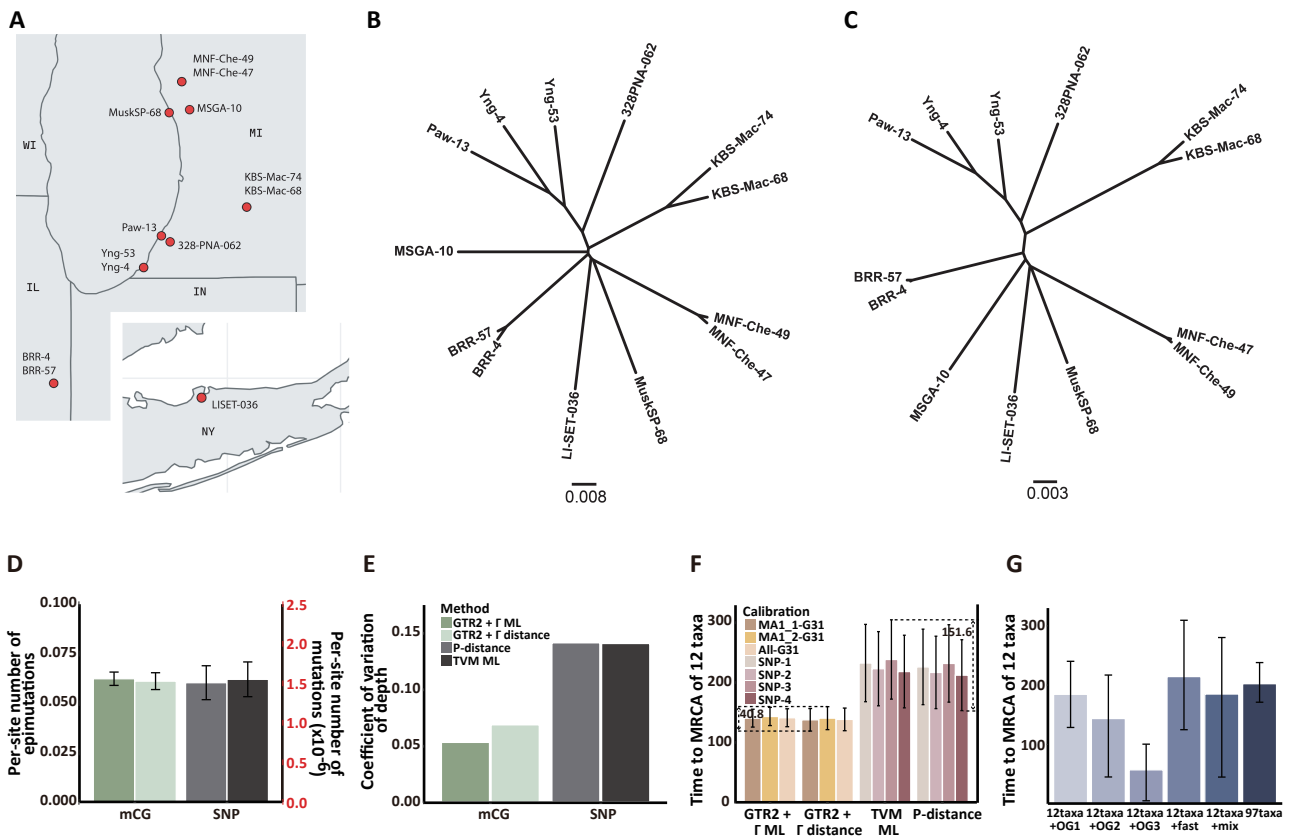 A
MNF-Che-49
MNF-Che-47
MuskSP-68
MSGA-10
WI
MI
KBS-Mac-74
KBS-Mac-68
Paw-13
328-PNA-062
Yng-53
Yng-4
IL
IN
BRR-4
BRR-57
LISET-036
NY
B
328PNA-062
Yng-53
Yng-4
Paw-13
KBS-Mac-74
KBS-Mac-68
MSGA-10
BRR-57
BRR-4
MNF-Che-49
MNF-Che-47
MuskSP-68
LI-SET-036
0.008
C
328PNA-062
Yng-53
Yng-4
Paw-13
KBS-Mac-74
KBS-Mac-68
BRR-57
BRR-4
MSGA-10
MNF-Che-47
MNF-Che-49
MuskSP-68
LI-SET-036
0.003
D
Per-site number of
epimutations
0.100
0.075
0.050
0.025
0.000
mCG
SNP
2.5
2.0
1.5
1.0
0.5
0.0
Per-site number of
mutations (x10-6)
E
Coefficient of variation
of depth
0.15
0.10
0.05
0.00
Method
GTR2 + Γ ML
GTR2 + Γ distance
P-distance
TVM ML
mCG
SNP
F
Time to MRCA of 12 taxa
300
200
100
0
Calibration
MA1_1-G31
MA1_2-G31
All-G31
SNP-1
SNP-2
SNP-3
SNP-4
40.8
151.6
GTR2 +
Γ ML
GTR2 +
Γ distance
TVM
ML
P-distance
G
Time to MRCA of 12 taxa
300
200
100
12taxa
+OG1
12taxa
+OG2
12taxa
+OG3
12taxa
+fast
12taxa
+mix
97taxa